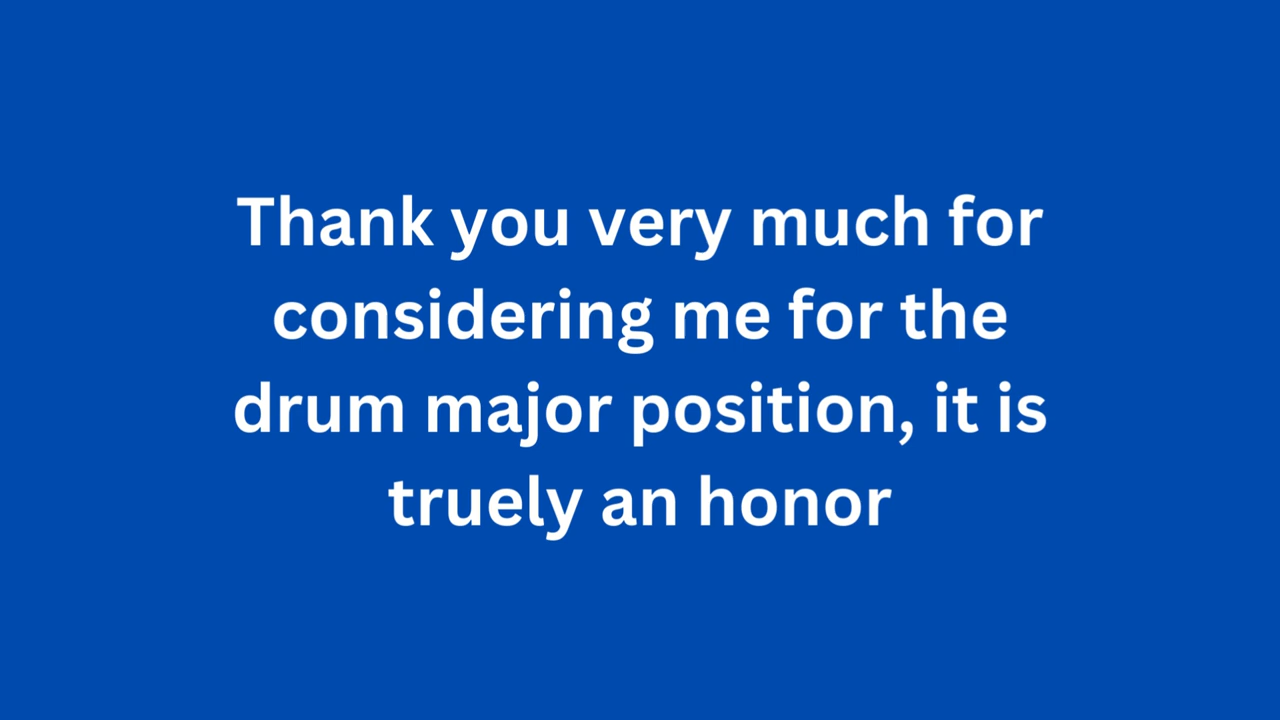 Thank you very much for
considering me for the
drum major position, it is
truely an honor